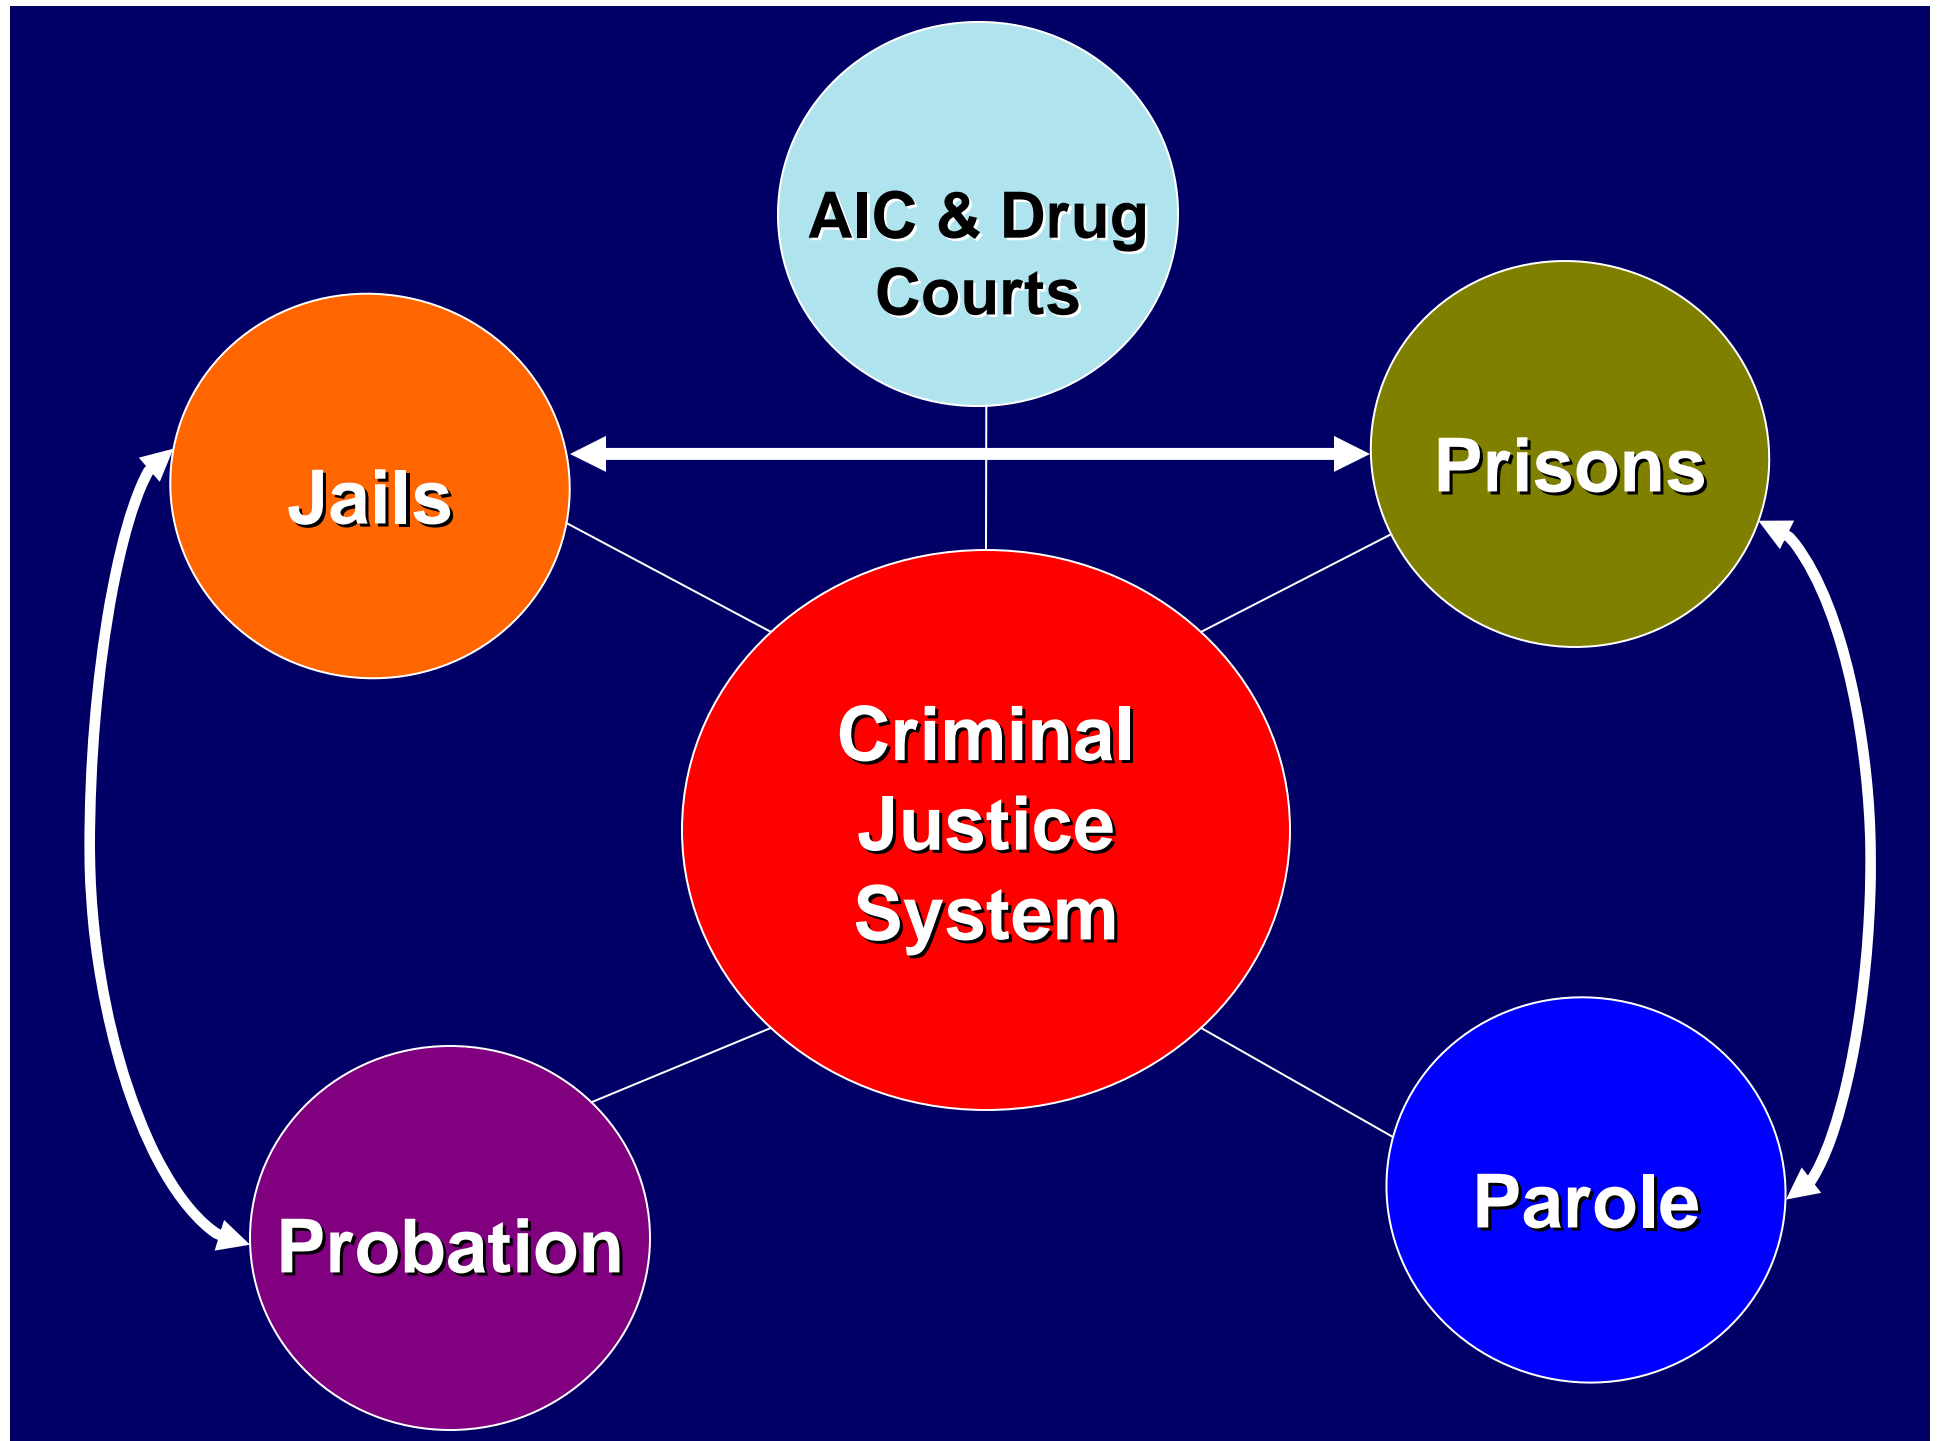 AIC & Drug
Courts
Jails
Prisons
Criminal
Justice
System
Probation
Parole